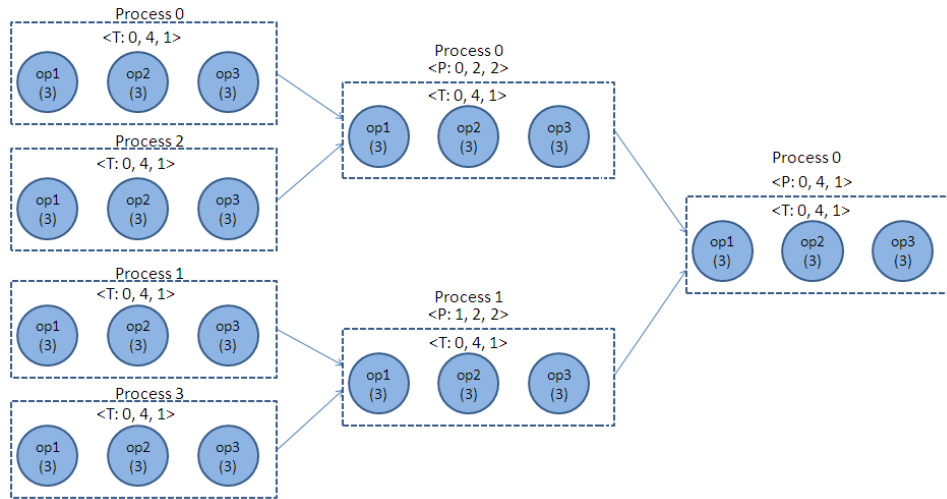 Process 0
<T: 0, 4, 1>
op1 op2 op3
(3) (3) (3)
Process 2
<T: 0, 4, 1>
op1 op2 op3
(3) (3) (3)
Process 1
<T: 0, 4, 1>
op1 op2 op3
(3) (3) (3)
Process 3
<T: 0, 4, 1>
op1 op2 op3
(3) (3) (3)
Process 0
<P: 0, 2, 2>
<T: 0, 4, 1>
op1 op2 op3
(3) (3) (3)
Process 1
<P: 1, 2, 2>
<T: 0, 4, 1>
op1 op2 op3
(3) (3) (3)
Process 0
<P: 0, 4, 1>
<T: 0, 4, 1>
op1 op2 op3
(3) (3) (3)